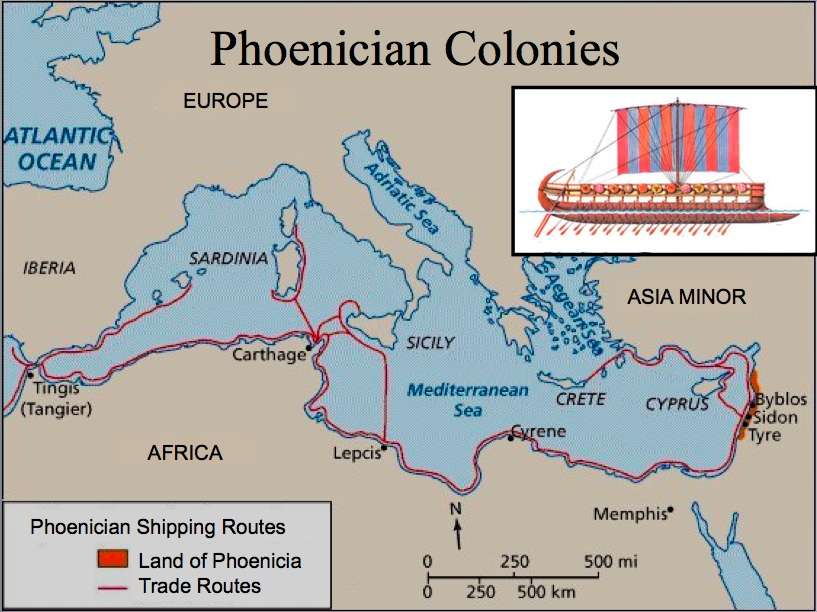 Phoenician Colonies
EUROPE
ATLANTIC
OCEAN
Adriatic Sea
IBERIA
SARDINIA
Aegean Sea
ASIA MINOR
SICILY
Carthage
Tingis
(Tangier)
Mediterranean
Sea
CRETE
CYPRUS
Byblos
Sidon
Tyre
Cyrene
AFRICA
Lepcis
N
Memphis
Phoenician Shipping Routes
Land of Phoenicia
Trade Routes
0 250 500 mi
0 250 500 km